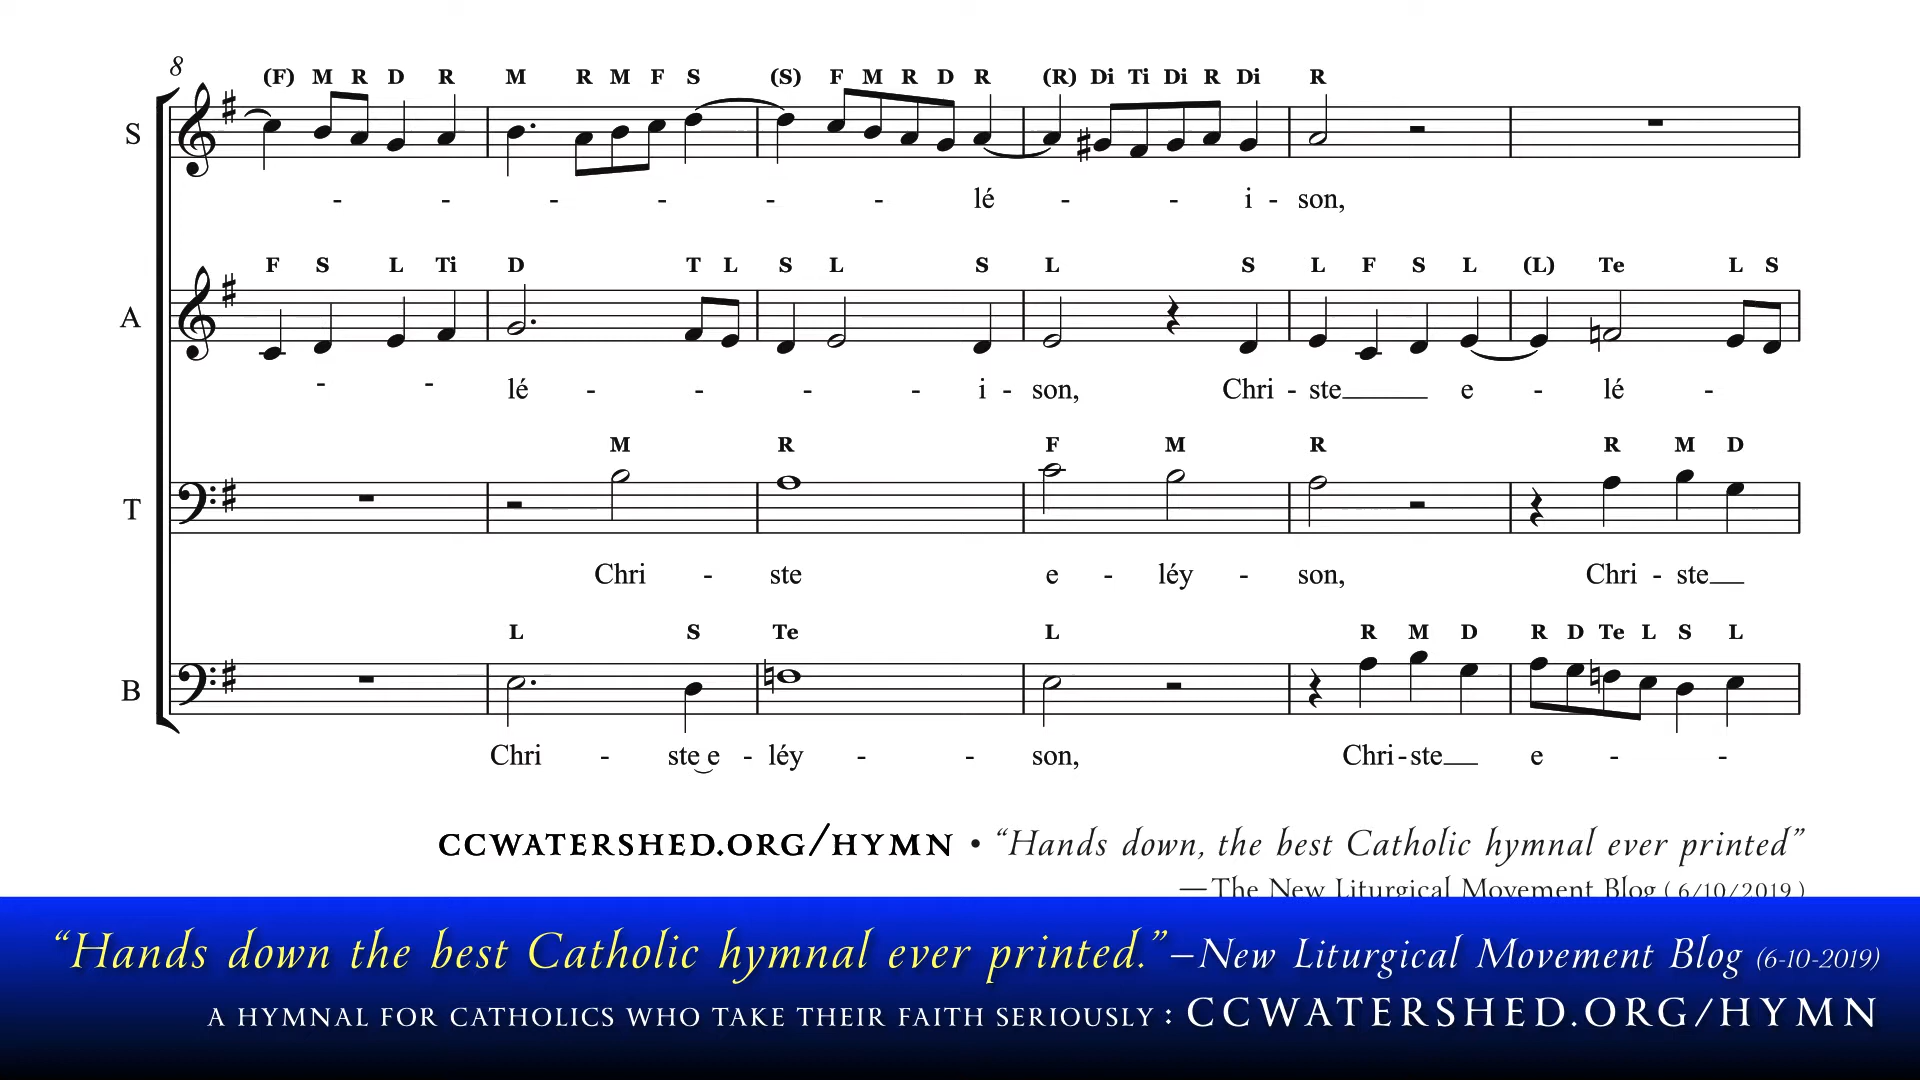 8
(F) M R D R M R M F S (S) F M R D R (R) Di Ti Di R Di R
S
- - - - - - lé - - i - son,
F S L Ti D T L S L S L S L F S L (L) Te L S
A
- - lé - - - - i - son, Chri - ste e - lé -
M R F M R R M D
T
Chri - ste e - léy - son, Chri - ste
L S Te L R M D R D Te L S L
B
Chri - ste e - léy - - son, Chri - ste e - -
CCWATERSHED.ORG/HYMN • “Hands down, the best Catholic hymnal ever printed”
—The New Liturgical Movement Blog (6/10/2019)
“Hands down the best Catholic hymnal ever printed.” –New Liturgical Movement Blog (6-10-2019)
A HYMNAL FOR CATHOLICS WHO TAKE THEIR FAITH SERIOUSLY : CCWATERSHED.ORG/HYMN